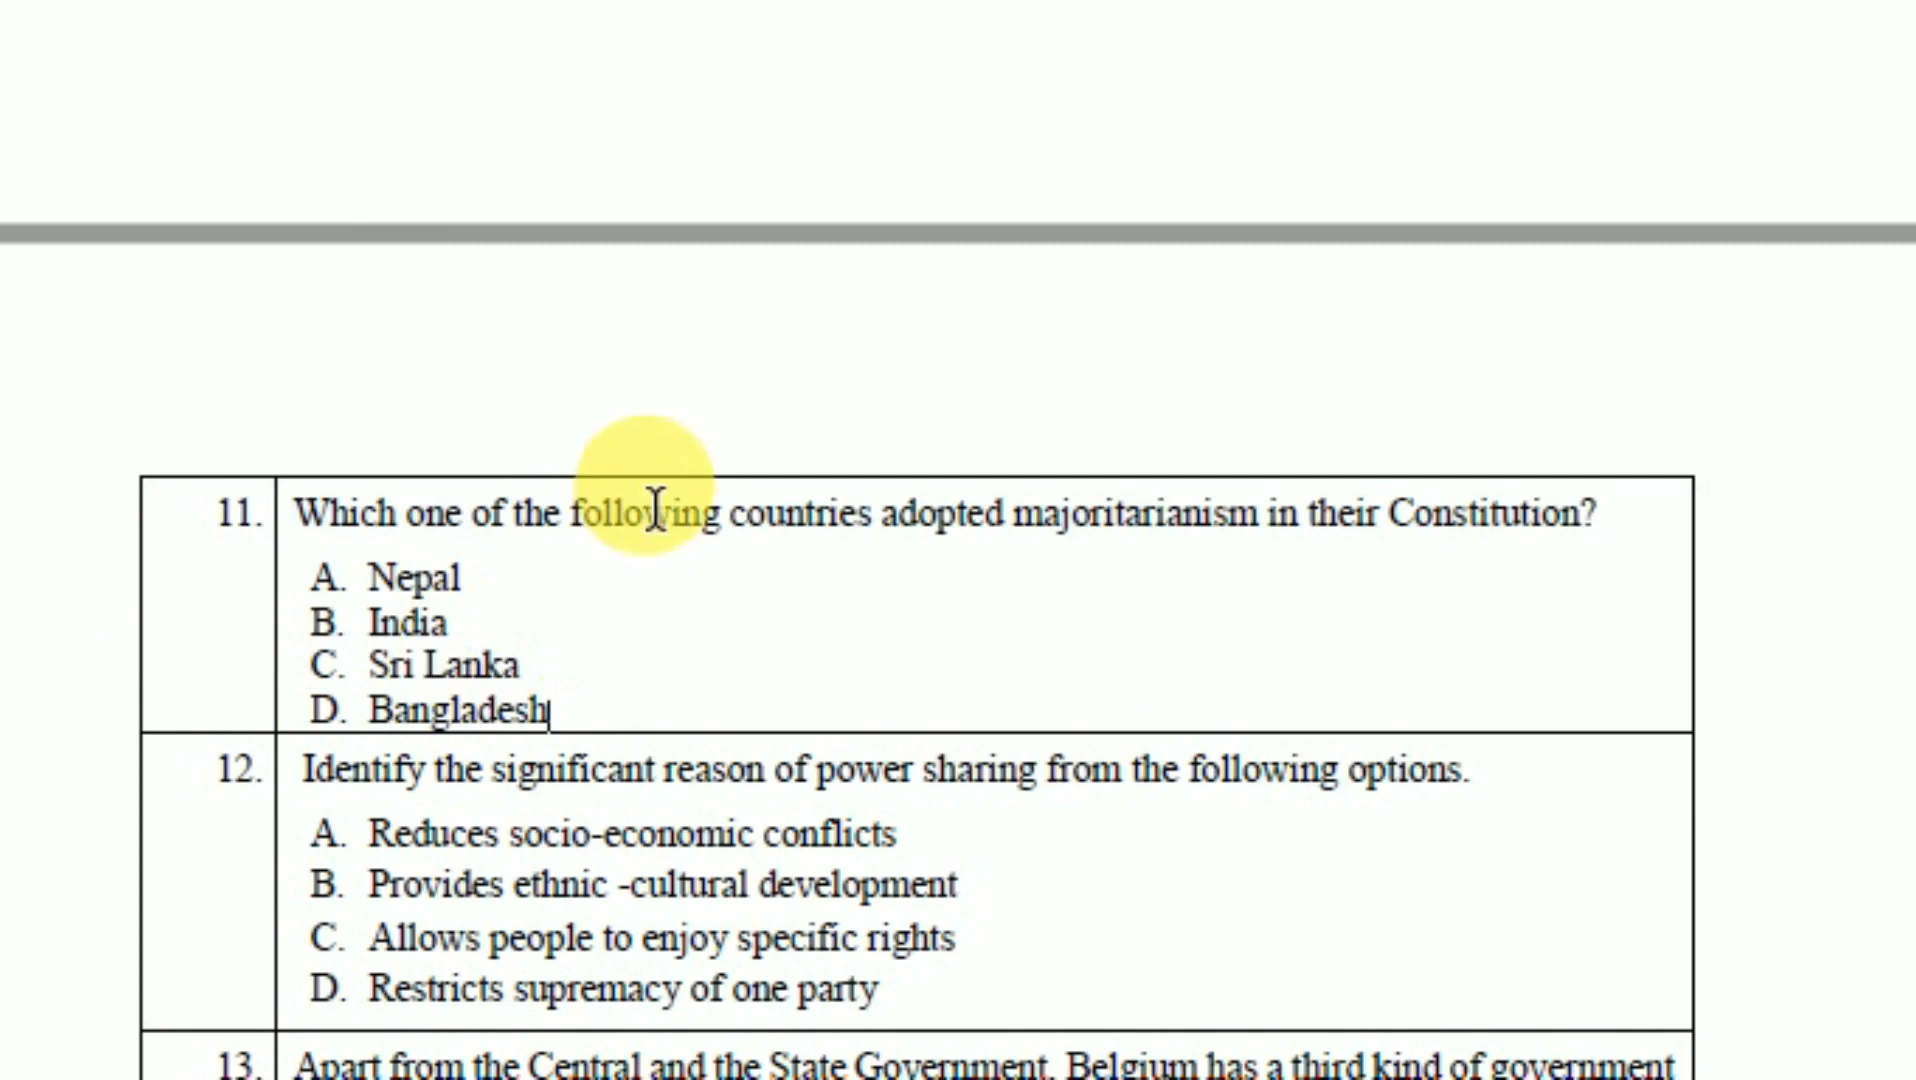 11. Which one of the following countries adopted majoritarianism in their Constitution?
A. Nepal
B. India
C. Sri Lanka
D. Bangladesh
12. Identify the significant reason of power sharing from the following options.
A. Reduces socio-economic conflicts
B. Provides ethnic -cultural development
C. Allows people to enjoy specific rights
D. Restricts supremacy of one party
13. Apart from the Central and the State Government, Belgium has a third kind of government